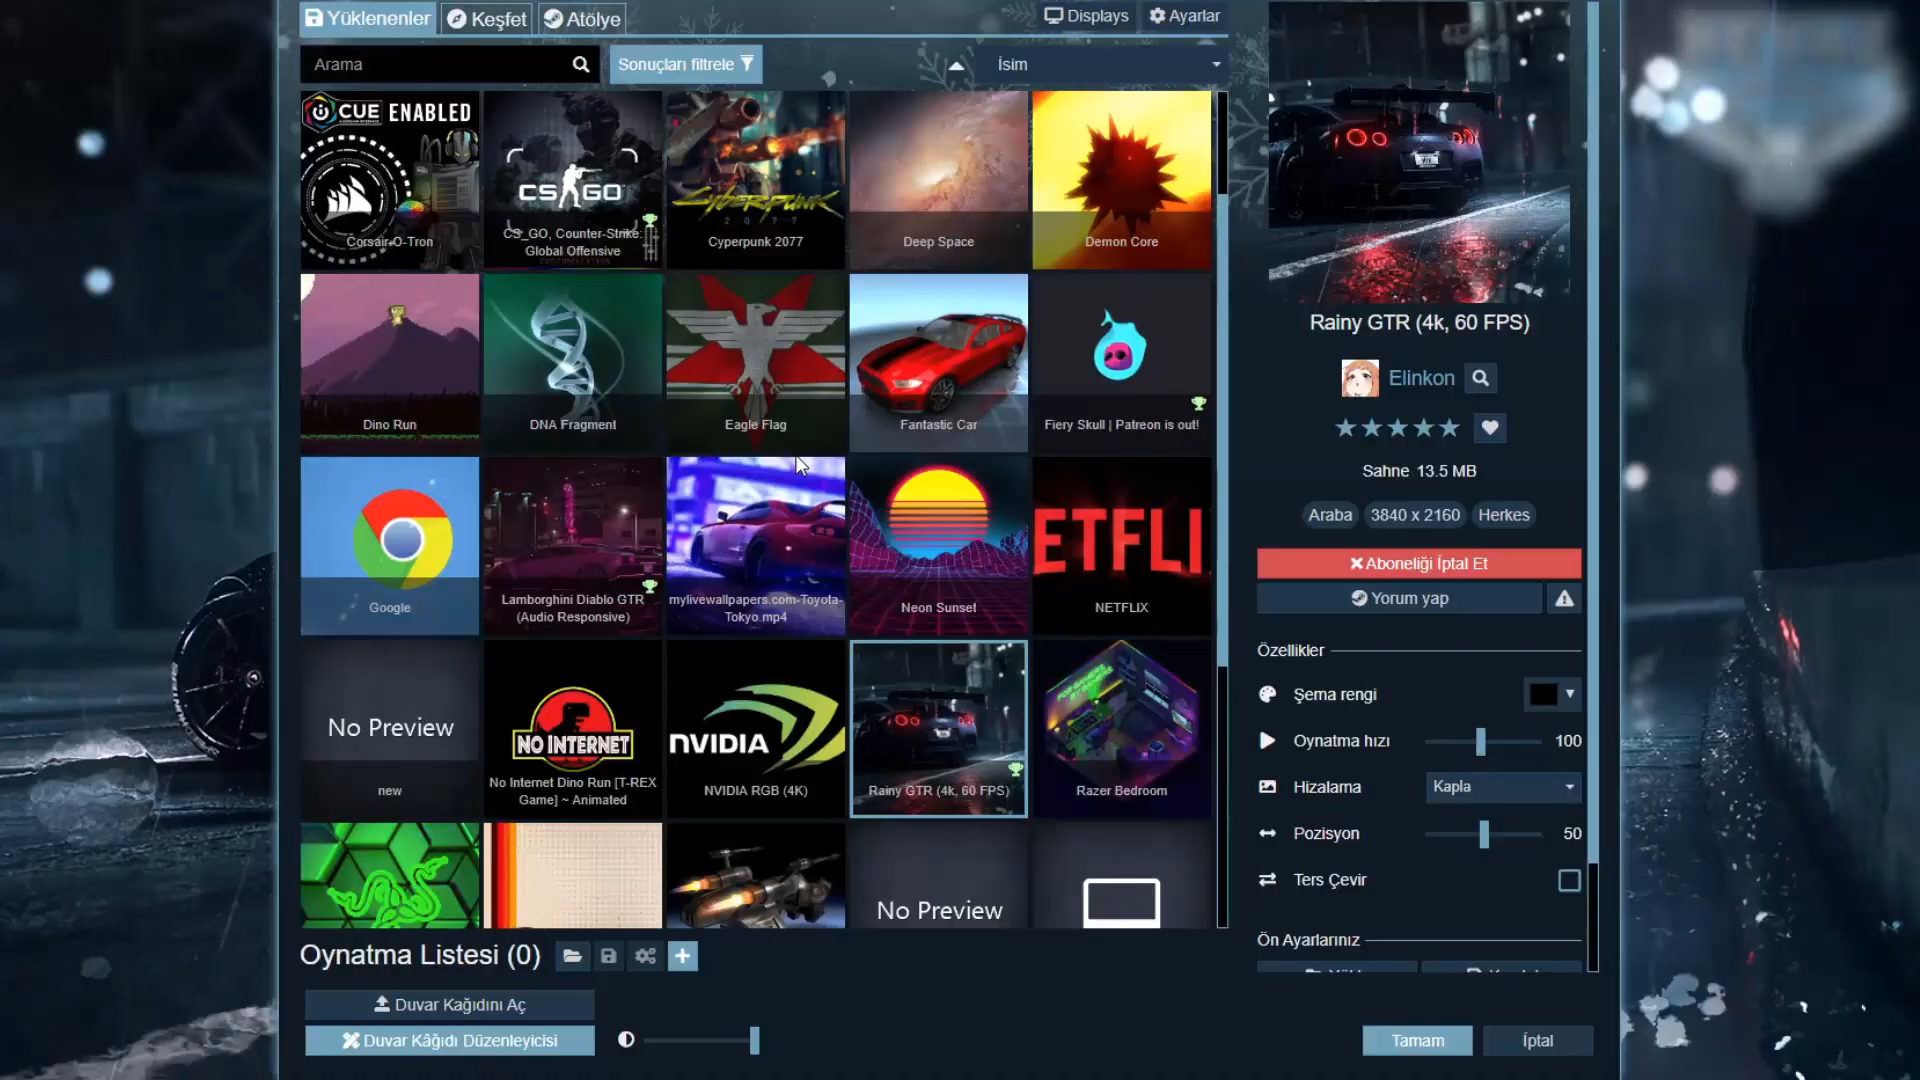 Yüklenenler
Keşfet
Atölye
Displays
Ayarlar
Arama
Sonuçları filtrele
İsim
iCUE ENABLED
Corsair-O-Tron
CS GO
CS_GO, Counter-Strike:
Global Offensive
Cyberpunk
2077
Cyperpunk 2077
Deep Space
Demon Core
Dino Run
DNA Fragment
Eagle Flag
Fantastic Car
Fiery Skull | Patreon is out!
Google
Lamborghini Diablo GTR
(Audio Responsive)
mylivewallpapers.com-Toyota-
Tokyo.mp4
Neon Sunset
ETFLI
NETFLIX
No Preview
new
NO INTERNET
No Internet Dino Run [T-REX
Game] ~ Animated
NVIDIA
NVIDIA RGB (4K)
Rainy GTR (4k, 60 FPS)
Razer Bedroom
No Preview
Oynatma Listesi (0)
Duvar Kağıdını Aç
Duvar Kâğıdı Düzenleyicisi
Rainy GTR (4k, 60 FPS)
Elinkon
Sahne 13.5 MB
Araba
3840 x 2160
Herkes
Aboneliği İptal Et
Yorum yap
Özellikler
Şema rengi
Oynatma hızı
100
Hizalama
Kapla
Pozisyon
50
Ters Çevir
Ön Ayarlarınız
Tamam
İptal